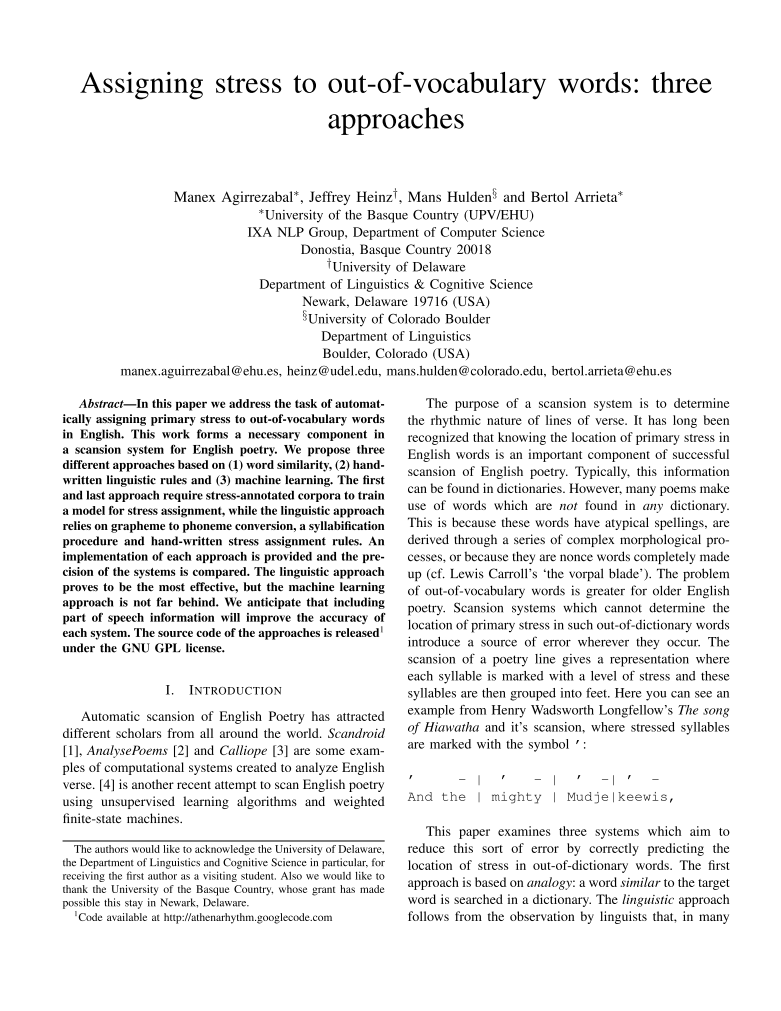 Assigning stress to out-of-vocabulary words: three
approaches
Manex Agirrezabal*, Jeffrey Heinz†, Mans Hulden§ and Bertol Arrieta*
*University of the Basque Country (UPV/EHU)
IXA NLP Group, Department of Computer Science
Donostia, Basque Country 20018
†University of Delaware
Department of Linguistics & Cognitive Science
Newark, Delaware 19716 (USA)
§University of Colorado Boulder
Department of Linguistics
Boulder, Colorado (USA)
manex.aguirrezabal@ehu.es, heinz@udel.edu, mans.hulden@colorado.edu, bertol.arrieta@ehu.es
Abstract—In this paper we address the task of automat-
ically assigning primary stress to out-of-vocabulary words
in English. This work forms a necessary component in
a scansion system for English poetry. We propose three
different approaches based on (1) word similarity, (2) hand-
written linguistic rules and (3) machine learning. The first
and last approach require stress-annotated corpora to train
a model for stress assignment, while the linguistic approach
relies on grapheme to phoneme conversion, a syllabification
procedure and hand-written stress assignment rules. An
implementation of each approach is provided and the pre-
cision of the systems is compared. The linguistic approach
proves to be the most effective, but the machine learning
approach is not far behind. We anticipate that including
part of speech information will improve the accuracy of
each system. The source code of the approaches is released1
under the GNU GPL license.
I. INTRODUCTION
Automatic scansion of English Poetry has attracted
different scholars from all around the world. Scandroid
[1], AnalysePoems [2] and Calliope [3] are some exam-
ples of computational systems created to analyze English
verse. [4] is another recent attempt to scan English poetry
using unsupervised learning algorithms and weighted
finite-state machines.
The authors would like to acknowledge the University of Delaware,
the Department of Linguistics and Cognitive Science in particular, for
receiving the first author as a visiting student. Also we would like to
thank the University of the Basque Country, whose grant has made
possible this stay in Newark, Delaware.
1Code available at http://athenarhythm.googlecode.com
The purpose of a scansion system is to determine
the rhythmic nature of lines of verse. It has long been
recognized that knowing the location of primary stress in
English words is an important component of successful
scansion of English poetry. Typically, this information
can be found in dictionaries. However, many poems make
use of words which are not found in any dictionary.
This is because these words have atypical spellings, are
derived through a series of complex morphological pro-
cesses, or because they are nonce words completely made
up (cf. Lewis Carroll's 'the vorpal blade'). The problem
of out-of-vocabulary words is greater for older English
poetry. Scansion systems which cannot determine the
location of primary stress in such out-of-dictionary words
introduce a source of error wherever they occur. The
scansion of a poetry line gives a representation where
each syllable is marked with a level of stress and these
syllables are then grouped into feet. Here you can see an
example from Henry Wadsworth Longfellow's The song
of Hiawatha and it's scansion, where stressed syllables
are marked with the symbol ':
' - | ' - | ' -| ' -
And the | mighty | Mudje|keewis,
This paper examines three systems which aim to
reduce this sort of error by correctly predicting the
location of stress in out-of-dictionary words. The first
approach is based on analogy: a word similar to the target
word is searched in a dictionary. The linguistic approach
follows from the observation by linguists that, in many